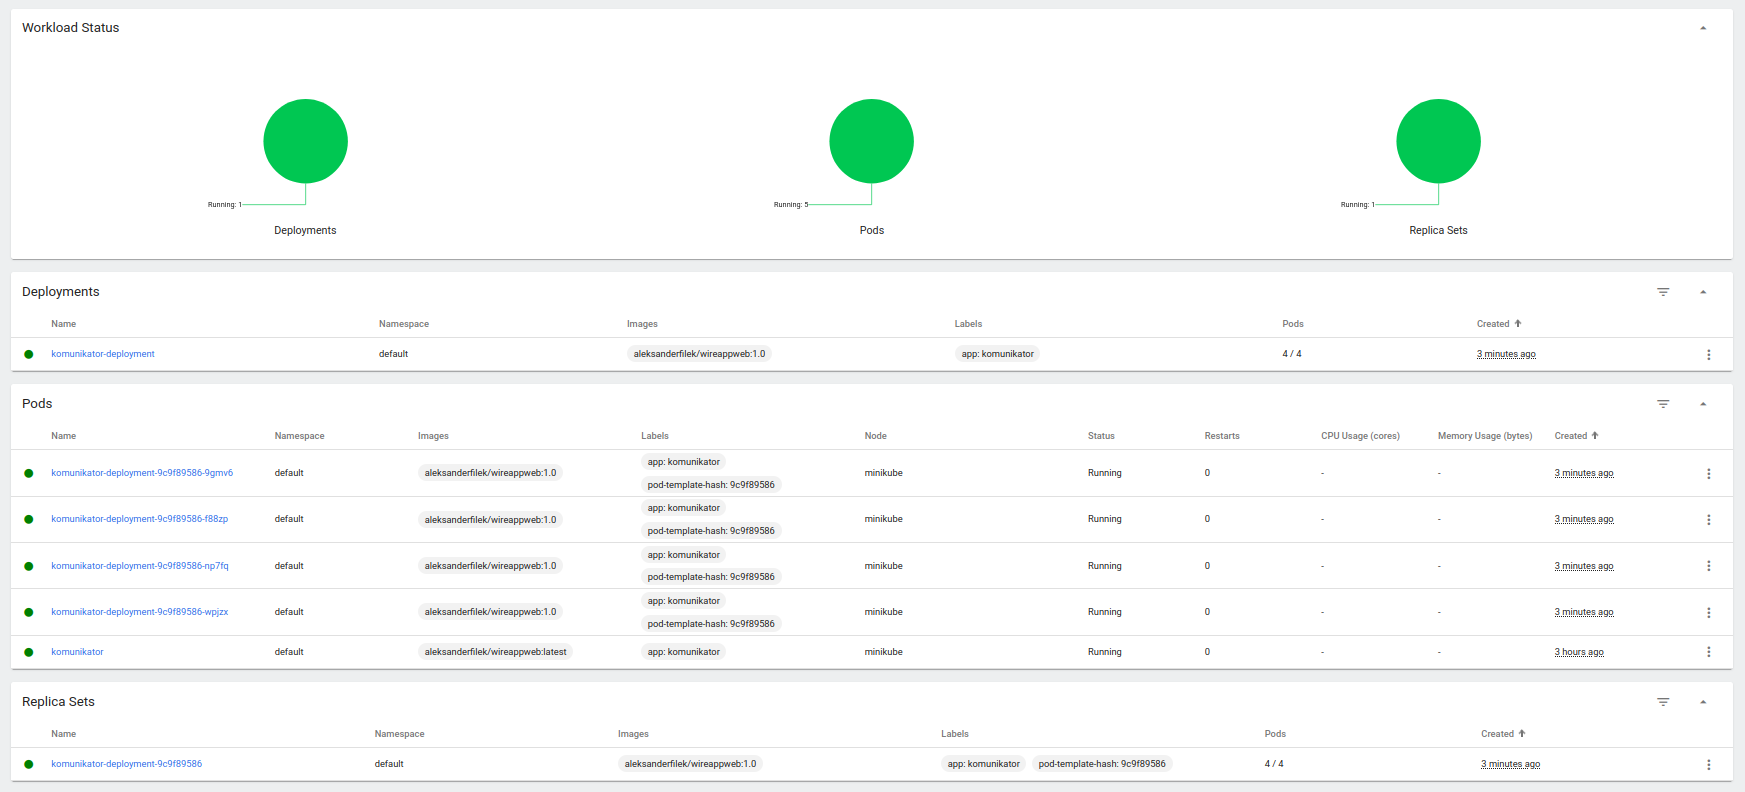 Workload Status
Running: 1
Running: 5
Running: 1
Deployments
Pods
Replica Sets
Deployments
Name Namespace Images Labels Pods Created
komunikator-deployment default aleksanderfilek/wireappweb:1.0 app: komunikator 4 / 4 3 minutes ago
Pods
Name Namespace Images Labels Node Status Restarts CPU Usage (cores) Memory Usage (bytes) Created
app: komunikator
komunikator-deployment-9c9f89586-9gmv6 default aleksanderfilek/wireappweb:1.0 minikube Running 0 - - 3 minutes ago
pod-template-hash: 9c9f89586
app: komunikator
komunikator-deployment-9c9f89586-f88zp default aleksanderfilek/wireappweb:1.0 minikube Running 0 - - 3 minutes ago
pod-template-hash: 9c9f89586
app: komunikator
komunikator-deployment-9c9f89586-np7fq default aleksanderfilek/wireappweb:1.0 minikube Running 0 - - 3 minutes ago
pod-template-hash: 9c9f89586
app: komunikator
komunikator-deployment-9c9f89586-wpjzx default aleksanderfilek/wireappweb:1.0 minikube Running 0 - - 3 minutes ago
pod-template-hash: 9c9f89586
komunikator default aleksanderfilek/wireappweb:latest app: komunikator minikube Running 0 - - 3 hours ago
Replica Sets
Name Namespace Images Labels Pods Created
komunikator-deployment-9c9f89586 default aleksanderfilek/wireappweb:1.0 app: komunikator pod-template-hash: 9c9f89586 4 / 4 3 minutes ago